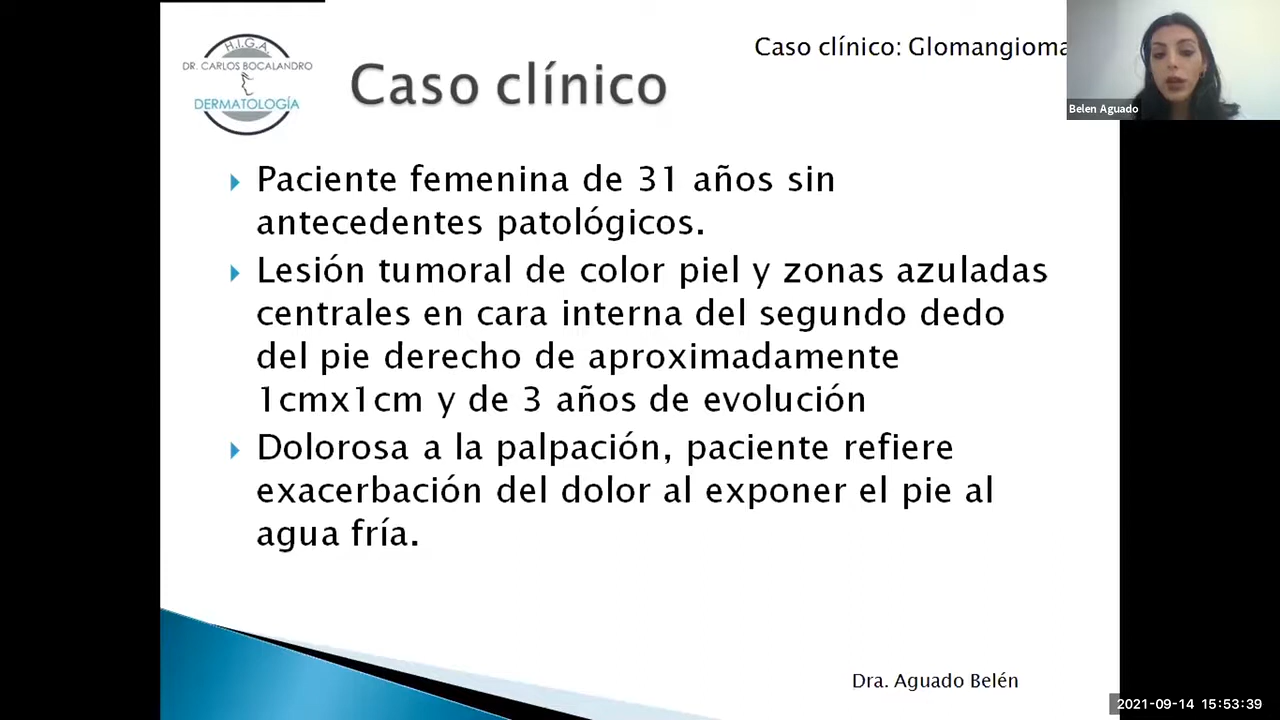 H.I.G.A.
DR. CARLOS BOCALANDRO
DERMATOLOGÍA
Caso clínico: Glomangioma
Belen Aguado
Caso clínico
Paciente femenina de 31 años sin
antecedentes patológicos.
Lesión tumoral de color piel y zonas azuladas
centrales en cara interna del segundo dedo
del pie derecho de aproximadamente
1cmx1cm y de 3 años de evolución
Dolorosa a la palpación, paciente refiere
exacerbación del dolor al exponer el pie al
agua fría.
Dra. Aguado Belén
2021-09-14 15:53:39